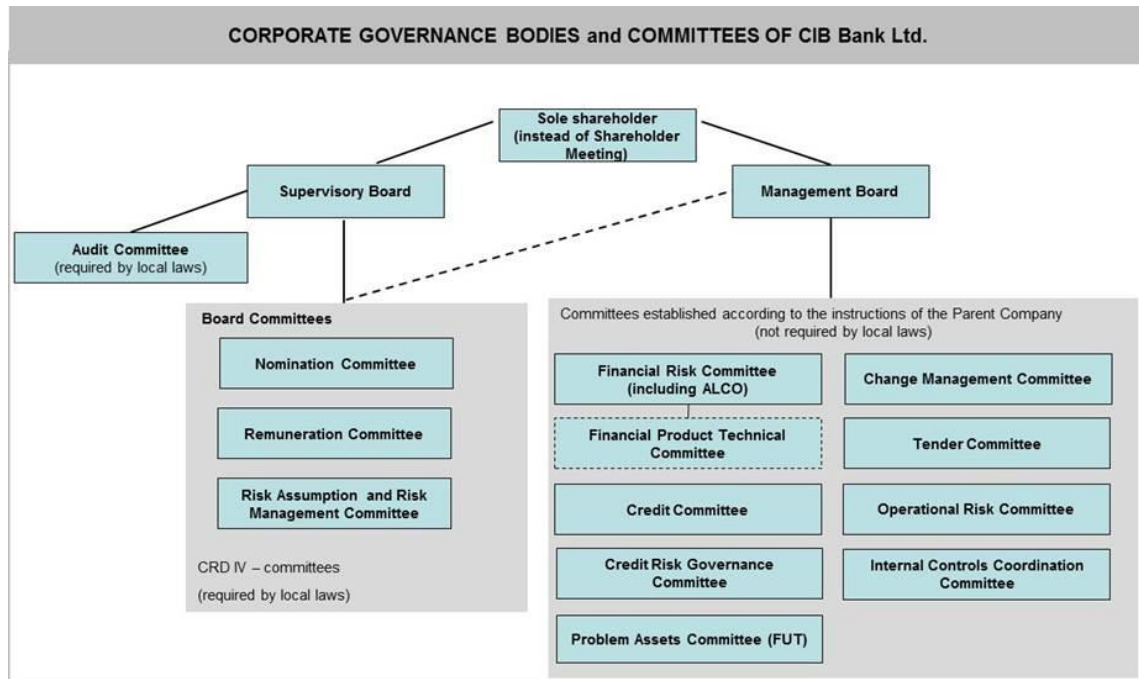 CORPORATE GOVERNANCE BODIES and COMMITTEES OF CIB Bank Ltd.
Sole shareholder
(instead of Shareholder
Meeting)
Supervisory Board
Management Board
Audit Committee
(required by local laws)
Board Committees
Nomination Committee
Remuneration Committee
Risk Assumption and Risk
Management Committee
CRD IV – committees
(required by local laws)
Committees established according to the instructions of the Parent Company
(not required by local laws)
Financial Risk Committee
(including ALCO)
Change Management Committee
Financial Product Technical
Committee
Tender Committee
Credit Committee
Operational Risk Committee
Credit Risk Governance
Committee
Internal Controls Coordination
Committee
Problem Assets Committee (FUT)